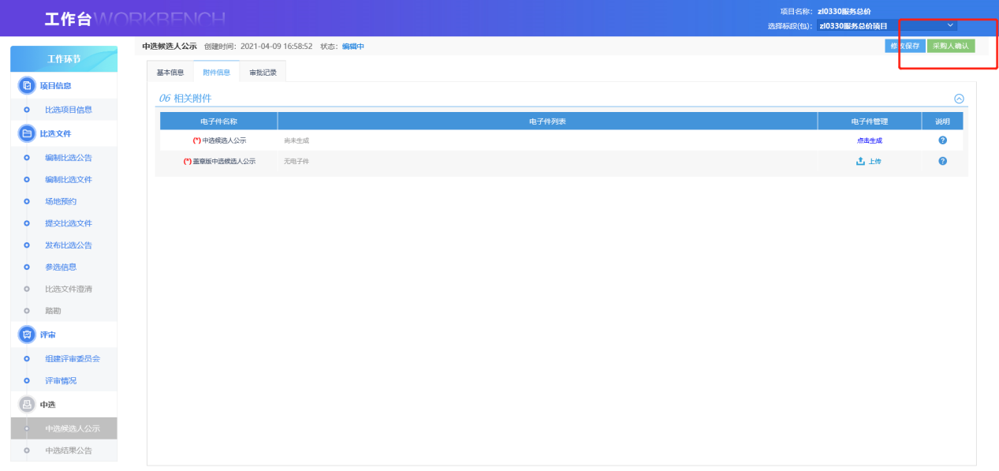 工作台WORKBENCH
项目名称： zl0330服务总价
选择标段(包)： zl0330服务总价项目
中选候选人公示 创建时间：2021-04-09 16:58:52 状态：编辑中
修改保存 采购人确认
工作环节
项目信息
比选项目信息
比选文件
编制比选公告
编制比选文件
场地预约
提交比选文件
发布比选公告
参选信息
比选文件澄清
踏勘
评审
组建评审委员会
评审情况
中选
中选候选人公示
中选结果公告
基本信息 附件信息 审批记录
06 相关附件
电子件名称 电子件列表 电子件管理 说明
(*) 中选候选人公示 尚未生成 点击生成
(*) 盖章版中选候选人公示 无电子件 上传